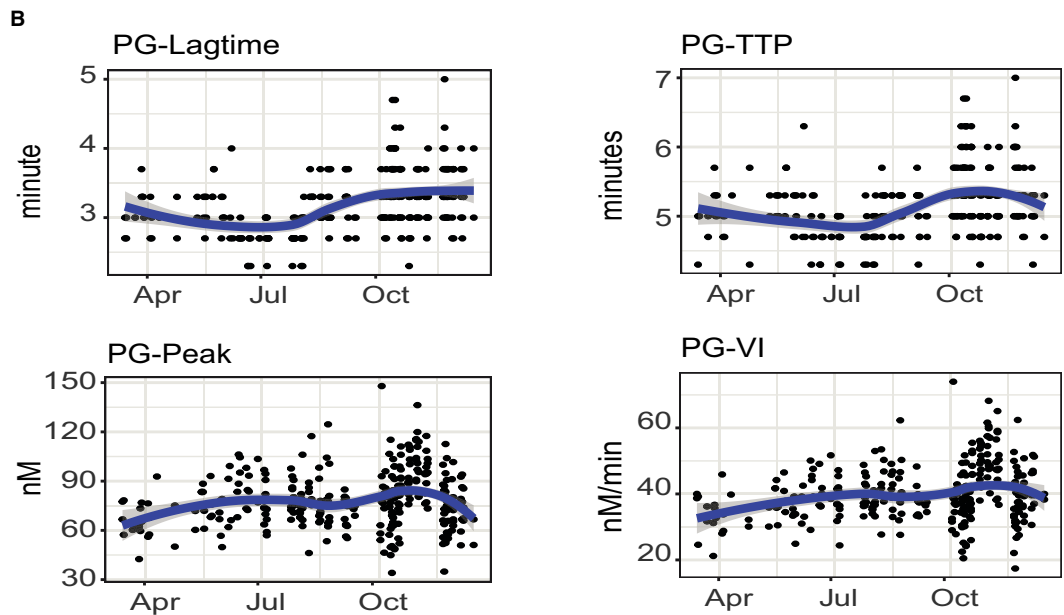 B
PG-Lagtime
5
4
3
minute
Apr
Jul
Oct
PG-TTP
7
6
5
minutes
Apr
Jul
Oct
PG-Peak
150
120
90
60
30
nM
Apr
Jul
Oct
PG-VI
60
40
20
nM/min
Apr
Jul
Oct